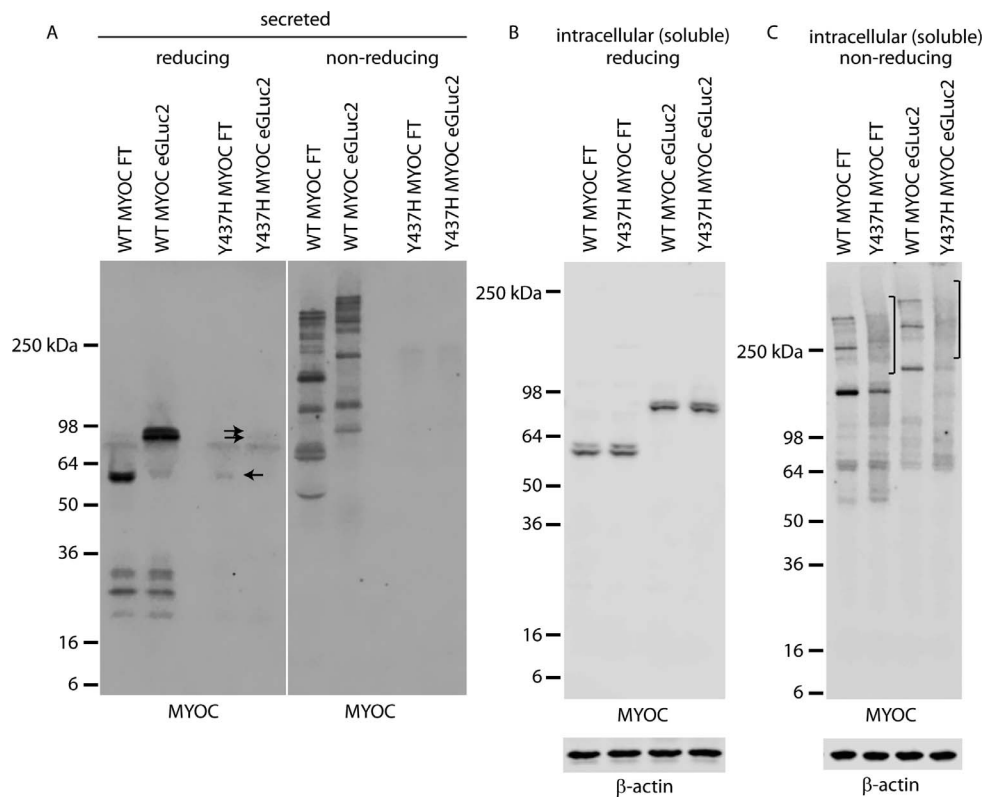 A
secreted
reducing
non-reducing
WT MYOC FT
WT MYOC eGLuc2
Y437H MYOC FT
Y437H MYOC eGLuc2
WT MYOC FT
WT MYOC eGLuc2
Y437H MYOC FT
Y437H MYOC eGLuc2
250 kDa
98
64
50
36
16
6
MYOC
MYOC
B
intracellular (soluble)
reducing
WT MYOC FT
Y437H MYOC FT
WT MYOC eGLuc2
Y437H MYOC eGLuc2
250 kDa
98
64
50
36
16
6
MYOC
β-actin
C
intracellular (soluble)
non-reducing
WT MYOC FT
Y437H MYOC FT
WT MYOC eGLuc2
Y437H MYOC eGLuc2
250 kDa
98
64
50
36
16
6
MYOC
β-actin